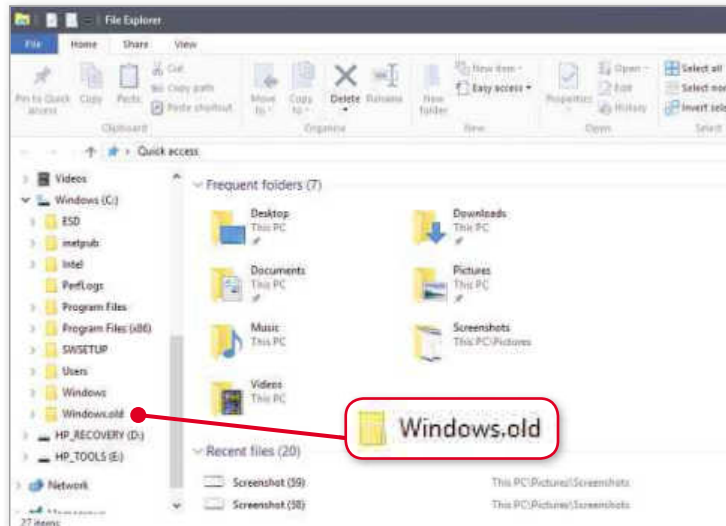 File Explorer
File Home Share View
Pin to Quick access
Copy
Paste
Cut
Copy path
Paste shortcut
Move to
Copy to
Delete
Rename
New folder
New item
Easy access
Properties
Open
Edit
History
Select all
Select
Invert
Clipboard
Organise
New
Open
Select
Quick access
Videos
Windows (C:)
ESD
inetpub
Intel
PerfLogs
Program Files
Program Files (x86)
SWSETUP
Users
Windows
Windows.old
HP_RECOVERY (D:)
HP_TOOLS (E:)
Network
27 items
Frequent folders (7)
Desktop
This PC
Downloads
This PC
Documents
This PC
Pictures
This PC
Music
This PC
Screenshots
This PC\Pictures
Videos
This PC
Windows.old
Recent files (20)
Screenshot (59) This PC\Pictures\Screenshots
Screenshot (58) This PC\Pictures\Screenshots